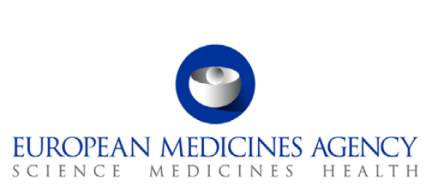 EUROPEAN MEDICINES AGENCY
SCIENCE MEDICINES HEALTH